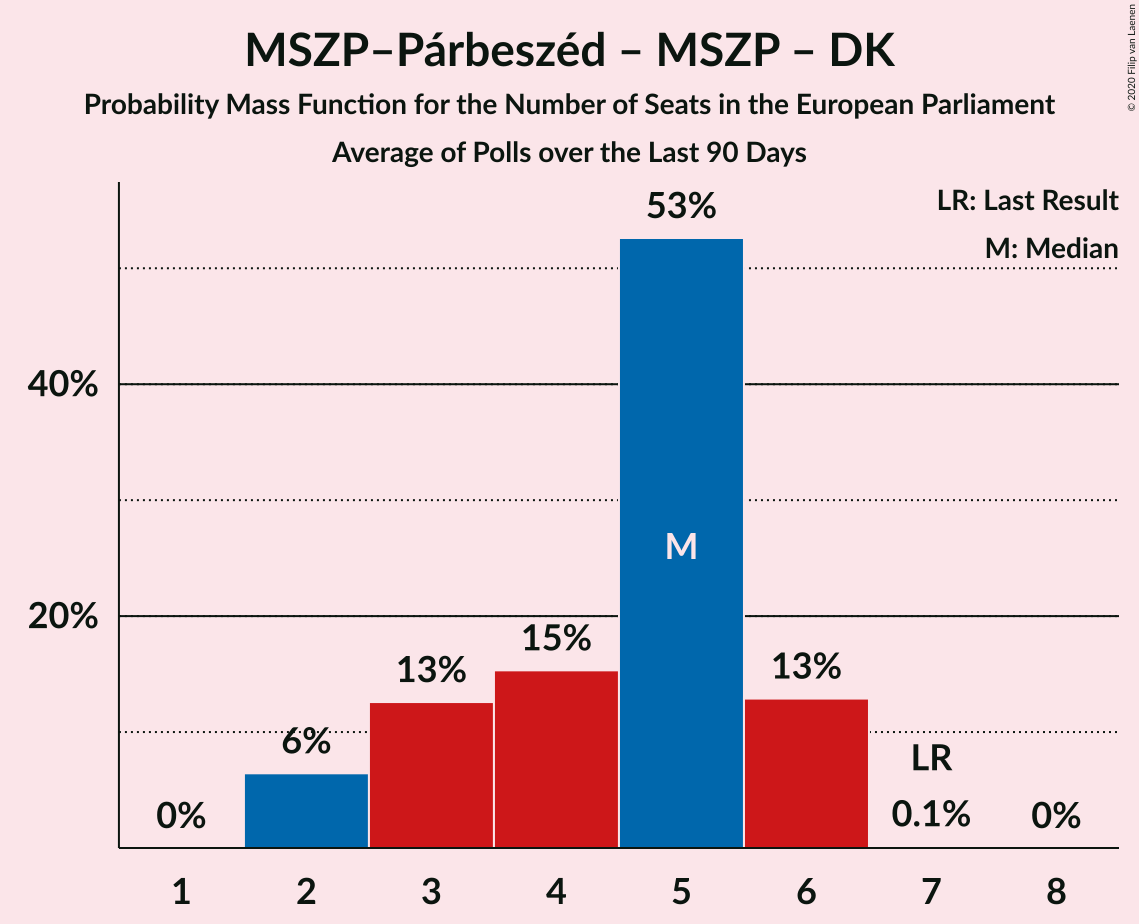 MSZP–Párbeszéd – MSZP – DK
Probability Mass Function for the Number of Seats in the European Parliament
Average of Polls over the Last 90 Days
© 2020 Filip van Laenen
LR: Last Result
M: Median
53%
40%
M
20%
15%
13%
13%
6%
LR
0%
0.1%
0%
1 2 3 4 5 6 7 8